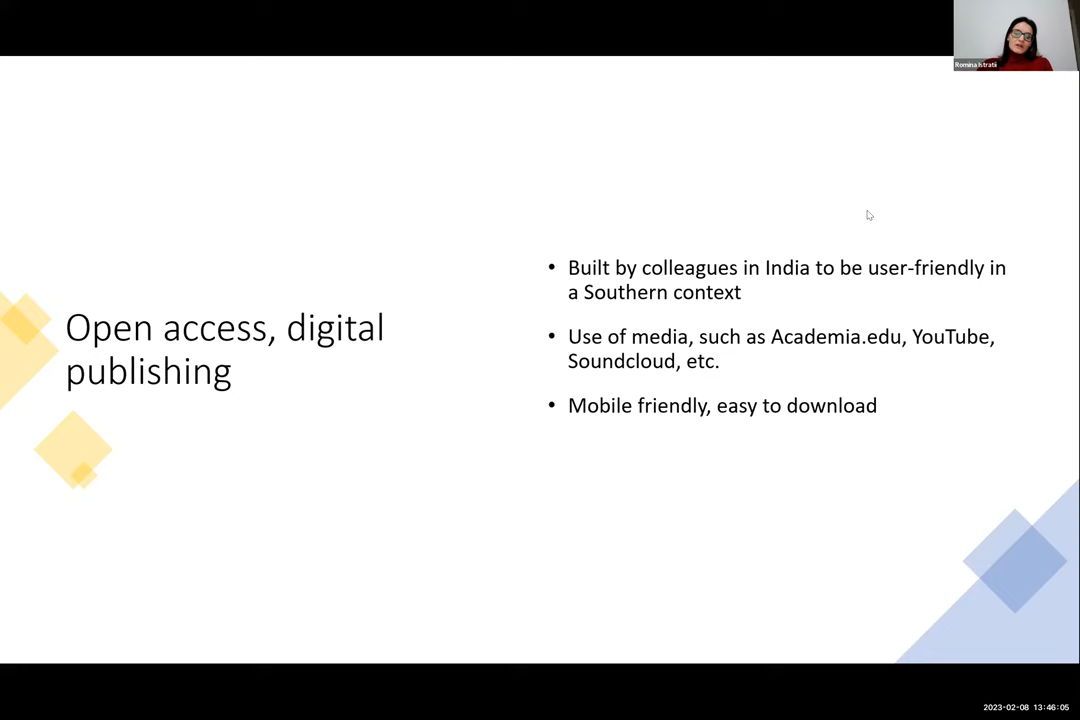 Romina Istratii
Open access, digital
publishing
• Built by colleagues in India to be user-friendly in
a Southern context
• Use of media, such as Academia.edu, YouTube,
Soundcloud, etc.
• Mobile friendly, easy to download
2023-02-08 13:46:05